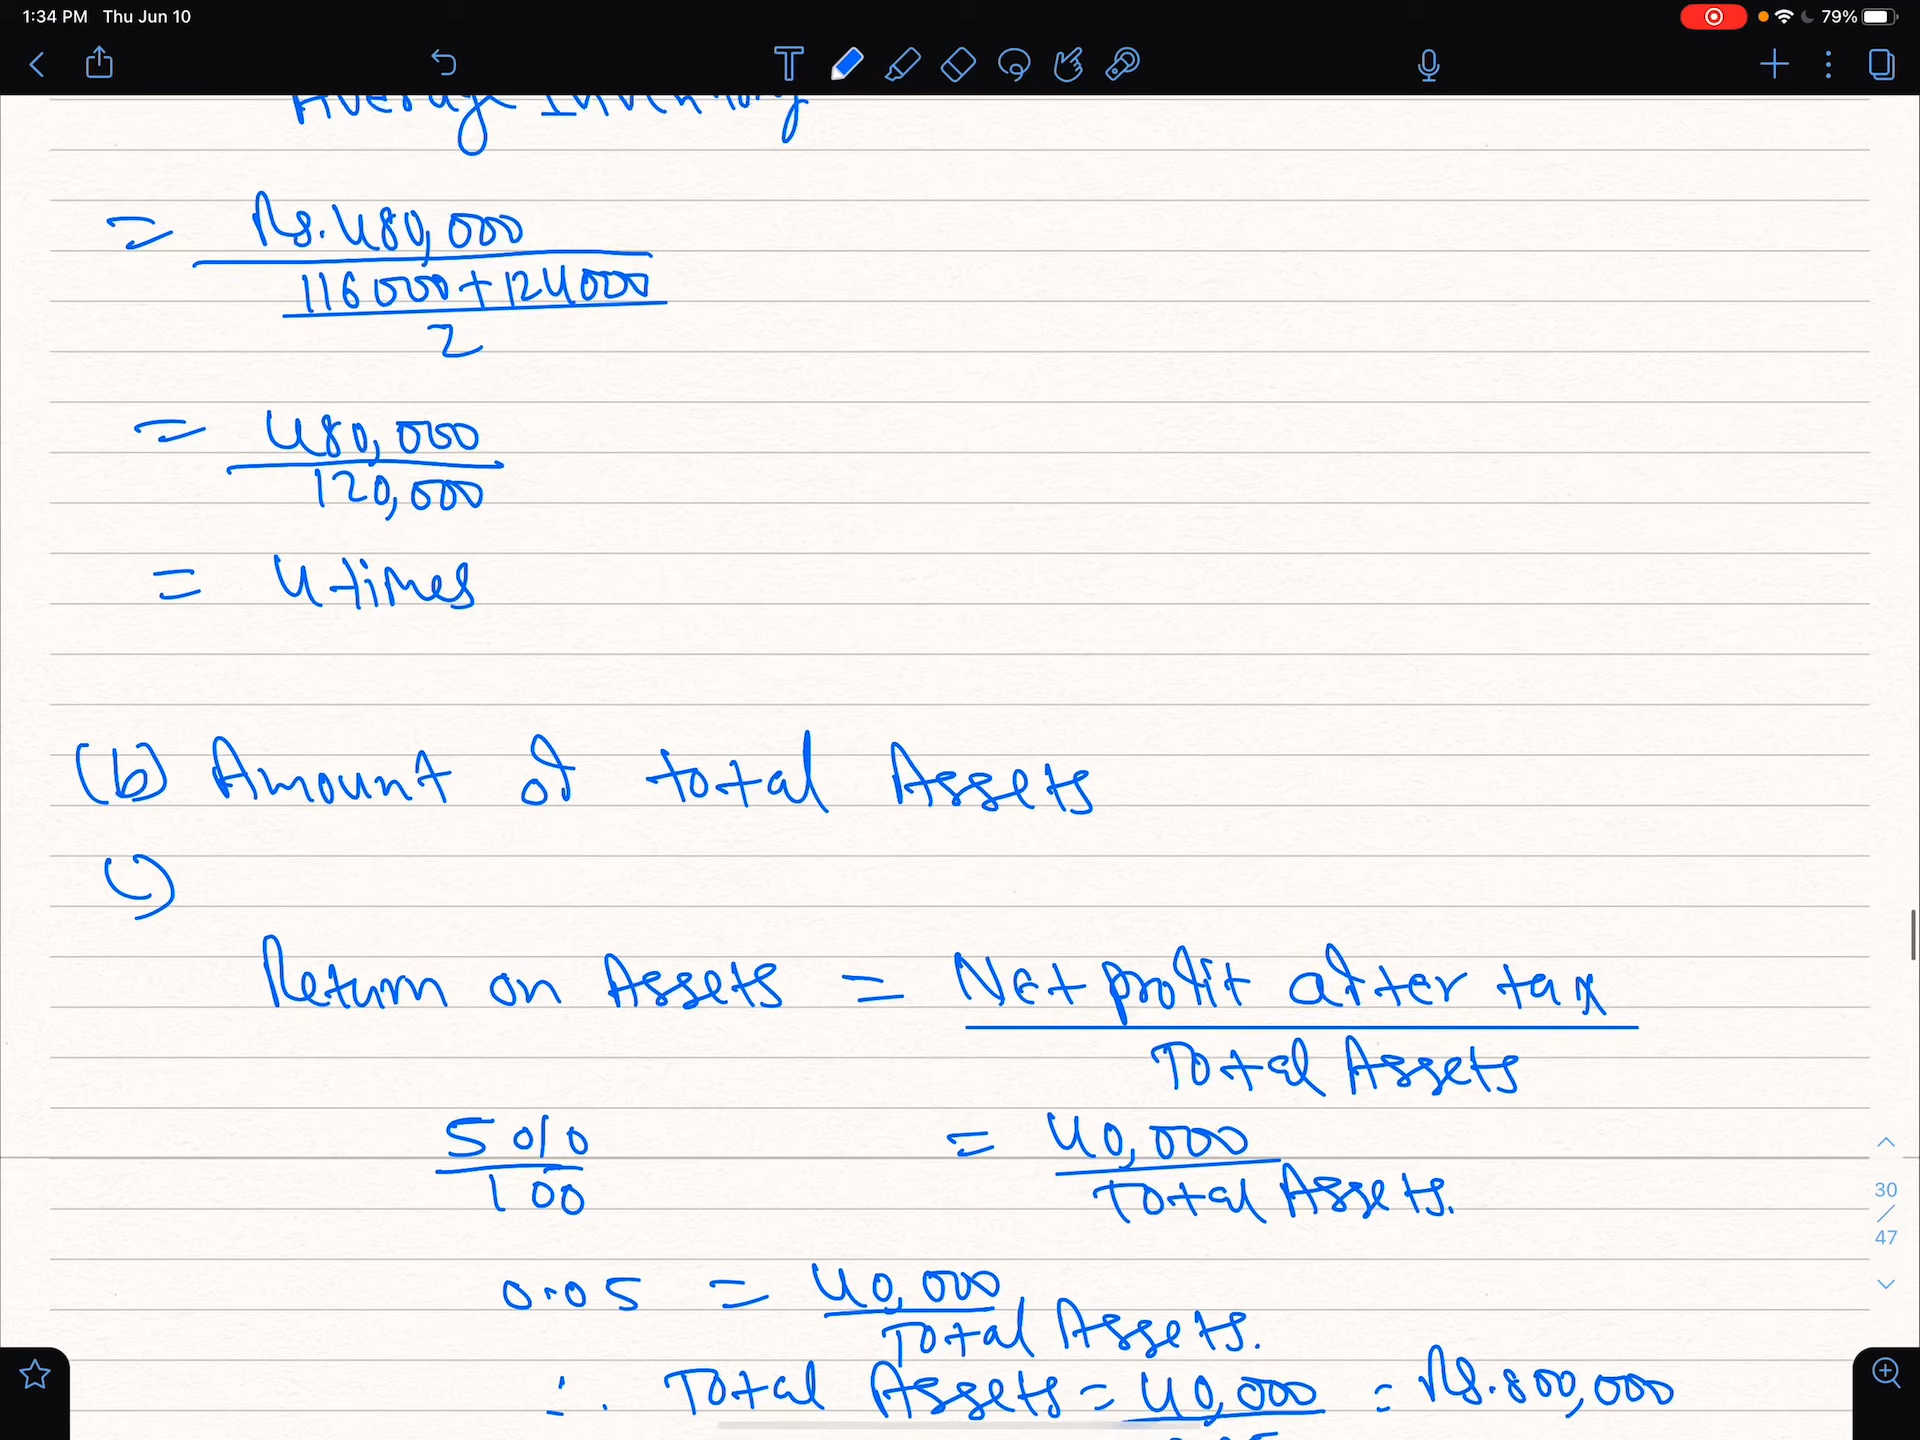 1:34 PM Thu Jun 10
79%
Average Inventory
= Rs. 480,000
116000 + 124000
2
= 480,000
120,000
= 4 times
(b) Amount of total Assets
Return on Assets = Net profit after tax
Total Assets
5% = 40,000
100 Total Assets.
0.05 = 40,000
Total Assets.
∴ Total Assets = 40,000 = Rs. 800,000
30
/
47